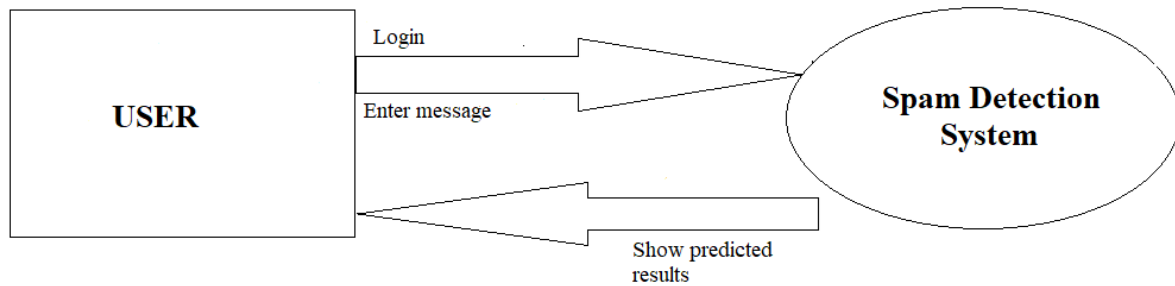 Login
USER
Enter message
Spam Detection
System
Show predicted
results